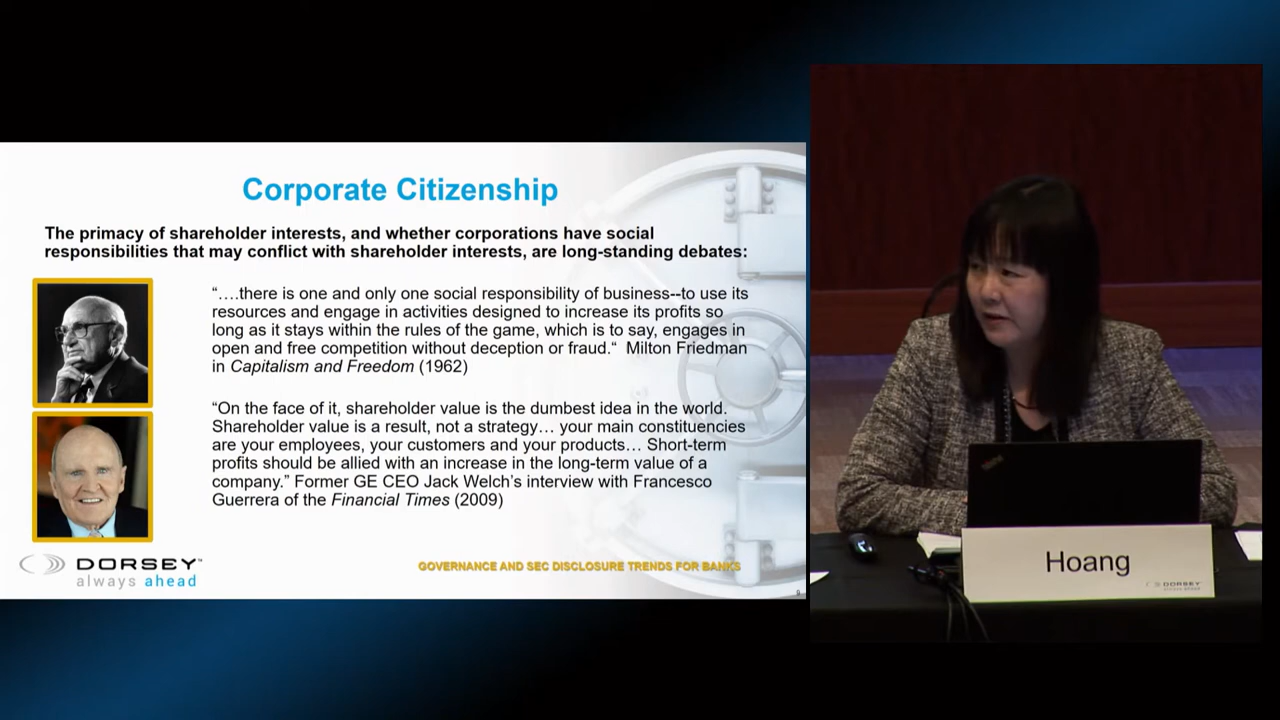 Corporate Citizenship
The primacy of shareholder interests, and whether corporations have social
responsibilities that may conflict with shareholder interests, are long-standing debates:
“….there is one and only one social responsibility of business--to use its
resources and engage in activities designed to increase its profits so
long as it stays within the rules of the game, which is to say, engages in
open and free competition without deception or fraud.“ Milton Friedman
in Capitalism and Freedom (1962)
“On the face of it, shareholder value is the dumbest idea in the world.
Shareholder value is a result, not a strategy… your main constituencies
are your employees, your customers and your products… Short-term
profits should be allied with an increase in the long-term value of a
company.” Former GE CEO Jack Welch’s interview with Francesco
Guerrera of the Financial Times (2009)
DORSEY™
always ahead
GOVERNANCE AND SEC DISCLOSURE TRENDS FOR BANKS
Hoang
DORSEY